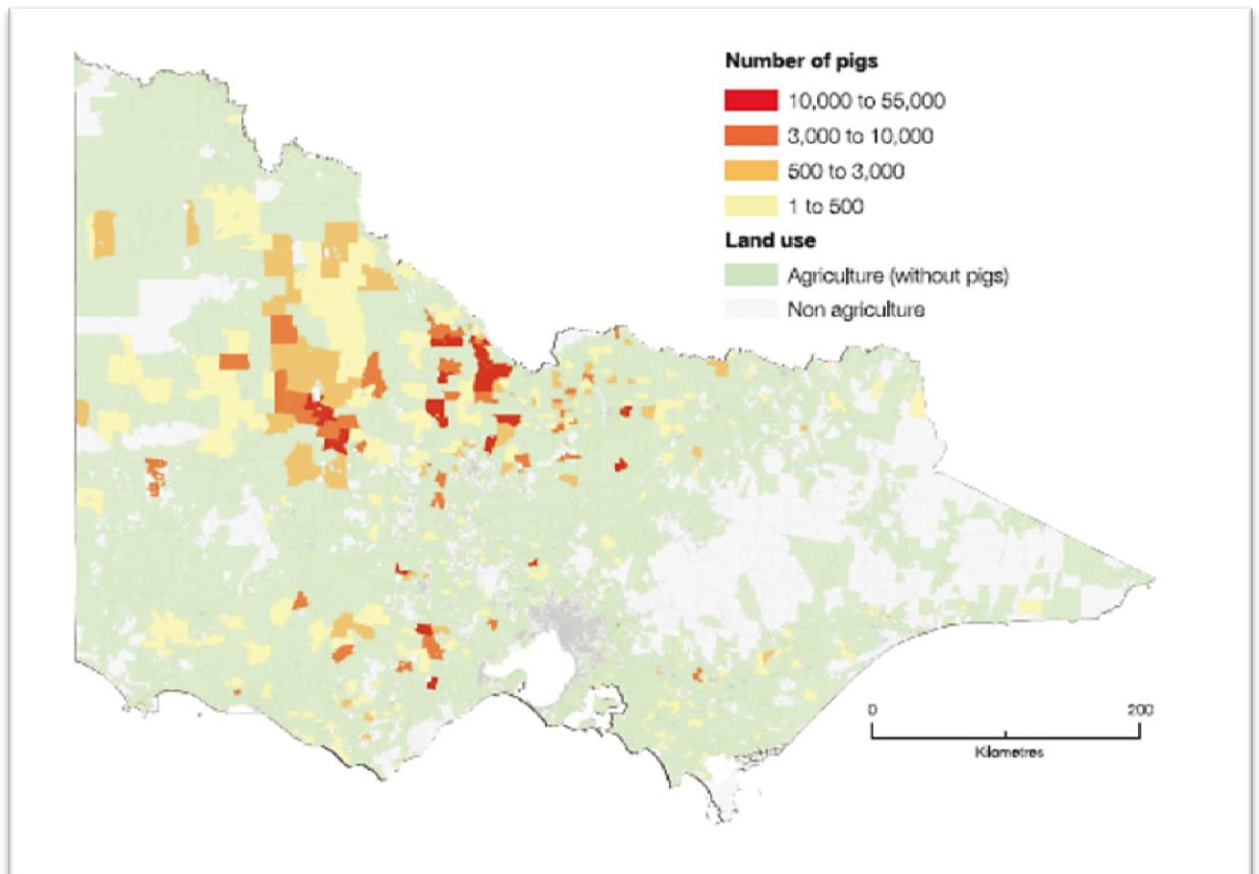 Number of pigs
10,000 to 55,000
3,000 to 10,000
500 to 3,000
1 to 500
Land use
Agriculture (without pigs)
Non agriculture
0 200
Kilometres